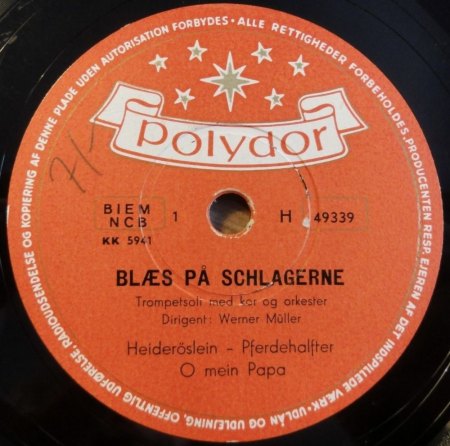 polydor
BIEM
NCB
1
H 49339
KK 5941
BLÆS PÅ SCHLAGERNE
Trompetsoli med kor og orkester
Dirigent: Werner Müller
Heideröslein - Pferdehalfter
O mein Papa
ALLE RETTIGHEDER FORBEHOLDES, PRODUCENTEN RESP. EJEREN AF DET INDSPILLEDE VÆRK · UDLÅN OG UDLEJNING, OFFENTLIG UDFØRELSE, RADIOUDSENDELSE OG KOPIERING AF DENNE PLADE UDEN AUTORISATION FORBYDES ·